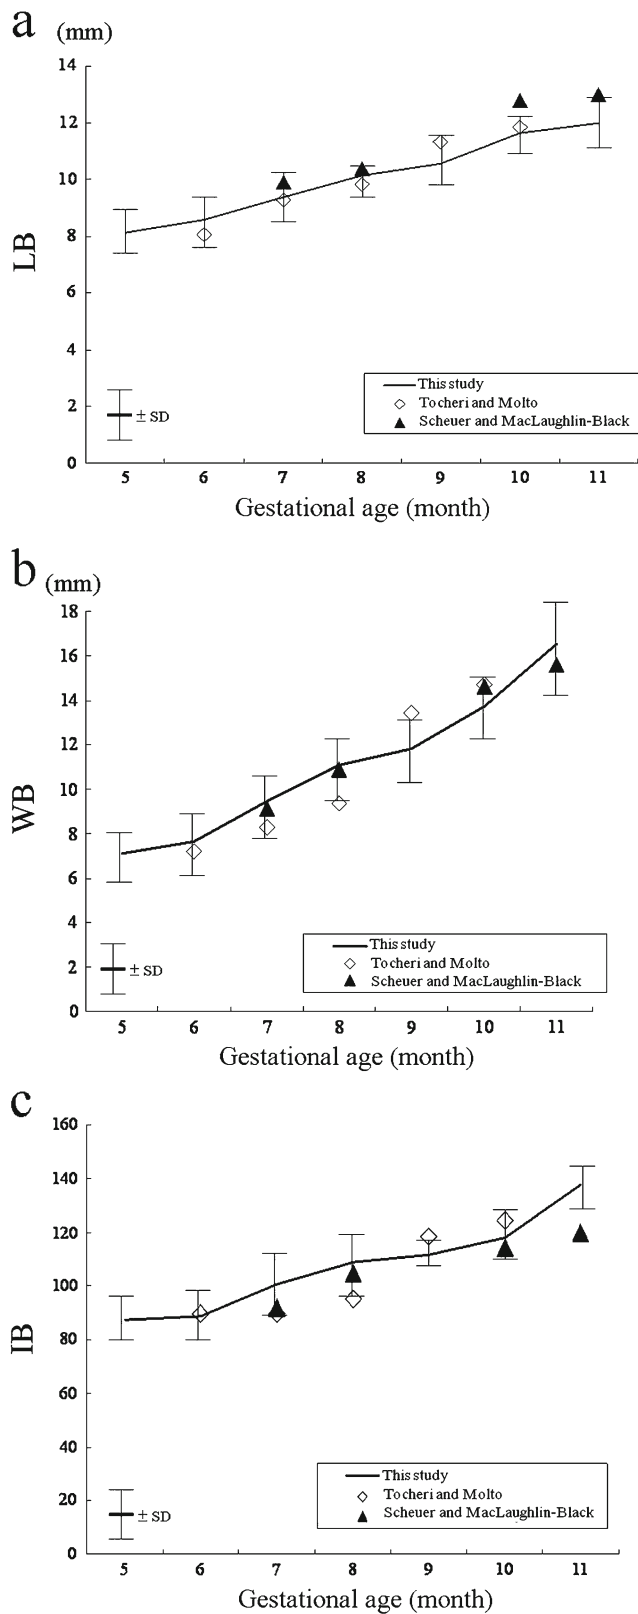 a (mm)
14
12
10
8
6
4
2
0
LB
± SD
This study
Tocheri and Molto
Scheuer and MacLaughlin-Black
5 6 7 8 9 10 11
Gestational age (month)
b (mm)
18
16
14
12
10
8
6
4
2
0
WB
± SD
This study
Tocheri and Molto
Scheuer and MacLaughlin-Black
5 6 7 8 9 10 11
Gestational age (month)
c
160
140
120
100
80
60
40
20
0
IB
± SD
This study
Tocheri and Molto
Scheuer and MacLaughlin-Black
5 6 7 8 9 10 11
Gestational age (month)